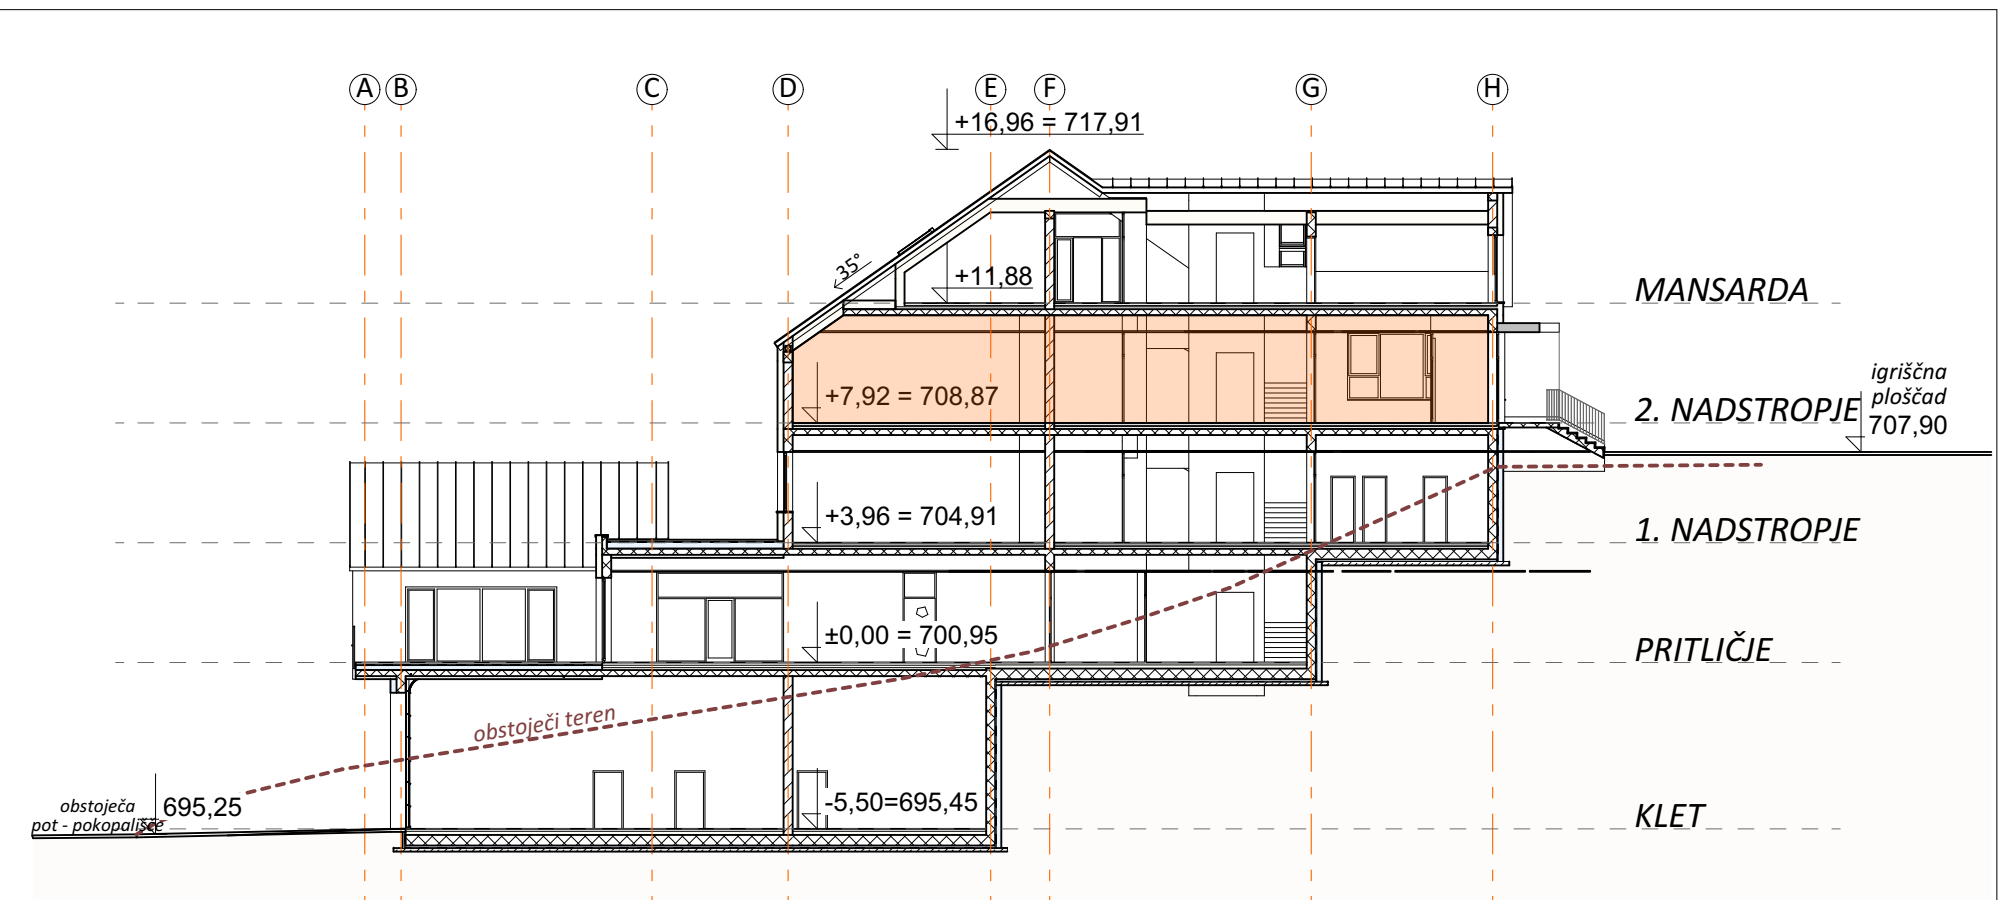 A B C D E F G H
+16,96 = 717,91
35°
+11,88
MANSARDA
+7,92 = 708,87
2. NADSTROPJE
igriščna
ploščad
707,90
+3,96 = 704,91
1. NADSTROPJE
±0,00 = 700,95
PRITLIČJE
obstoječi teren
obstoječa
pot - pokopališče
695,25
-5,50=695,45
KLET